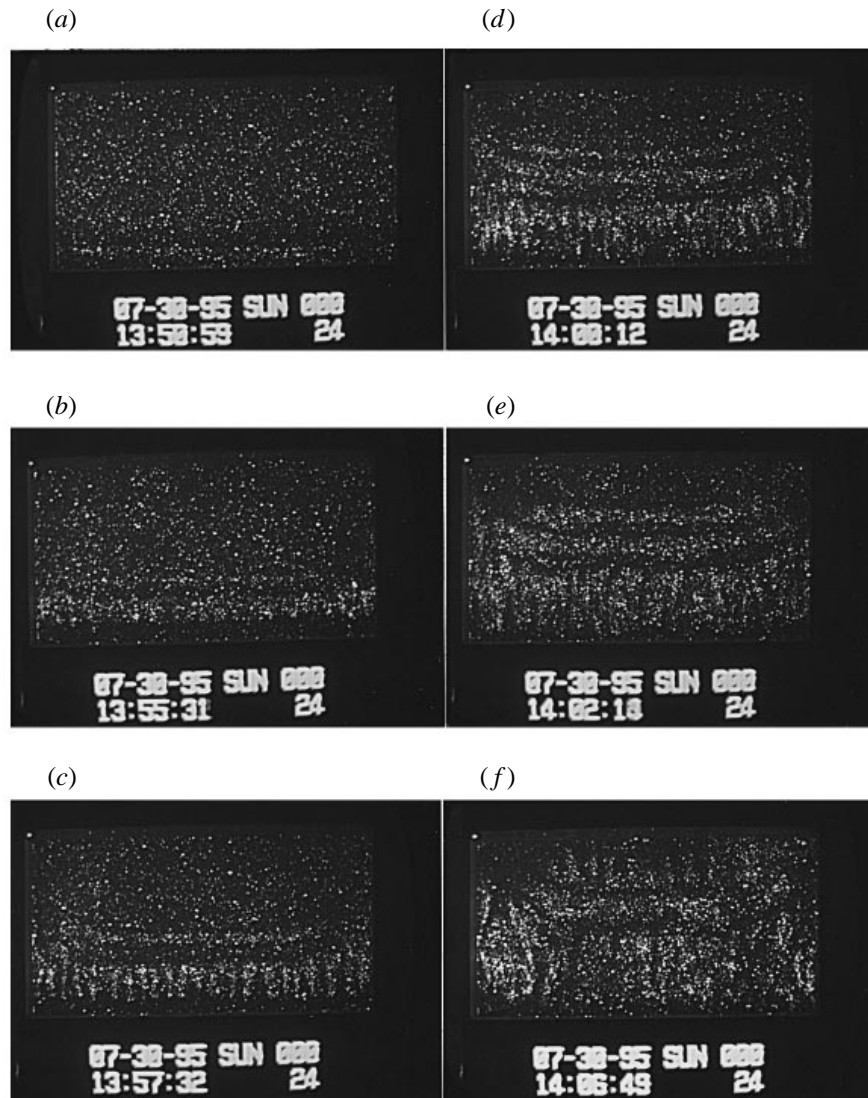 (a)
07-30-95 SUN 000
13:50:59 24
(b)
07-30-95 SUN 000
13:55:31 24
(c)
07-30-95 SUN 000
13:57:32 24
(d)
07-30-95 SUN 000
14:00:12 24
(e)
07-30-95 SUN 000
14:02:18 24
(f)
07-30-95 SUN 000
14:06:49 24